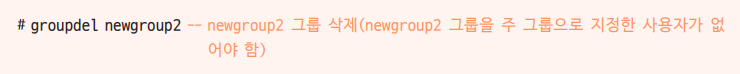 # groupdel newgroup2 -- newgroup2 그룹 삭제(newgroup2 그룹을 주 그룹으로 지정한 사용자가 없
어야 함)